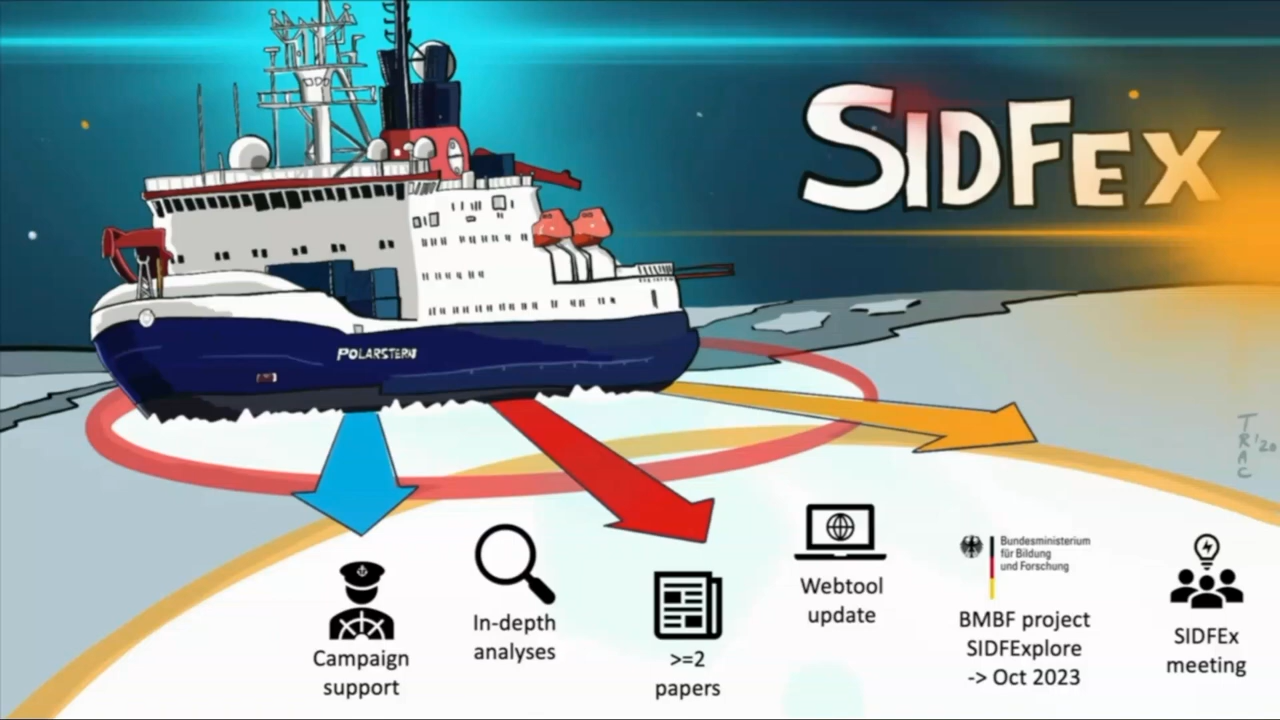 SIDFEX
POLARSTERN
TRAC '20
Campaign
support
In-depth
analyses
>=2
papers
Webtool
update
Bundesministerium
für Bildung
und Forschung
BMBF project
SIDFExplore
-> Oct 2023
SIDFEx
meeting